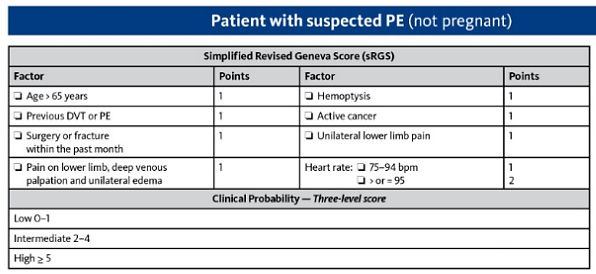 Patient with suspected PE (not pregnant)
Simplified Revised Geneva Score (sRGS)
Factor Points Factor Points
❏ Age > 65 years 1 ❏ Hemoptysis 1
❏ Previous DVT or PE 1 ❏ Active cancer 1
❏ Surgery or fracture 1 ❏ Unilateral lower limb pain 1
within the past month
❏ Pain on lower limb, deep venous 1 Heart rate: ❏ 75–94 bpm 1
palpation and unilateral edema ❏ > or = 95 2
Clinical Probability — Three-level score
Low 0–1
Intermediate 2–4
High ≥ 5